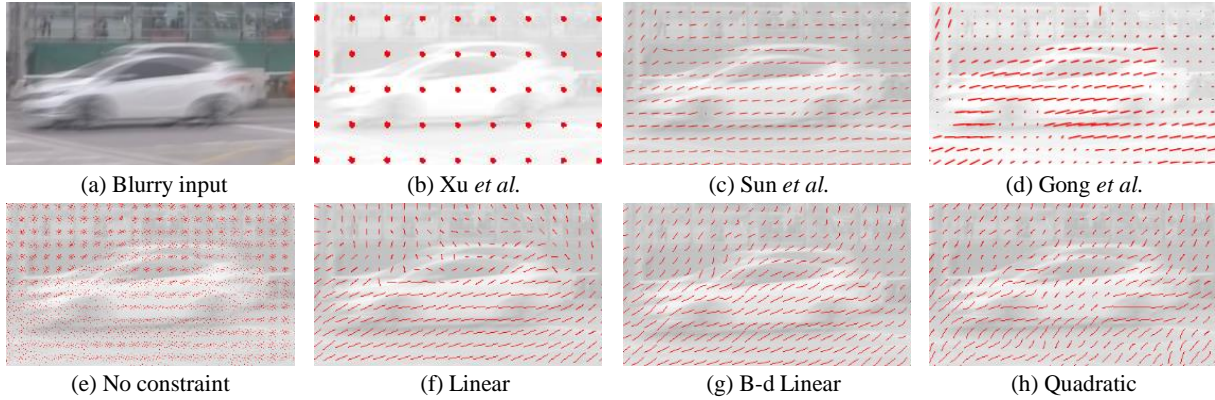 (a) Blurry input
(b) Xu et al.
(c) Sun et al.
(d) Gong et al.
(e) No constraint
(f) Linear
(g) B-d Linear
(h) Quadratic